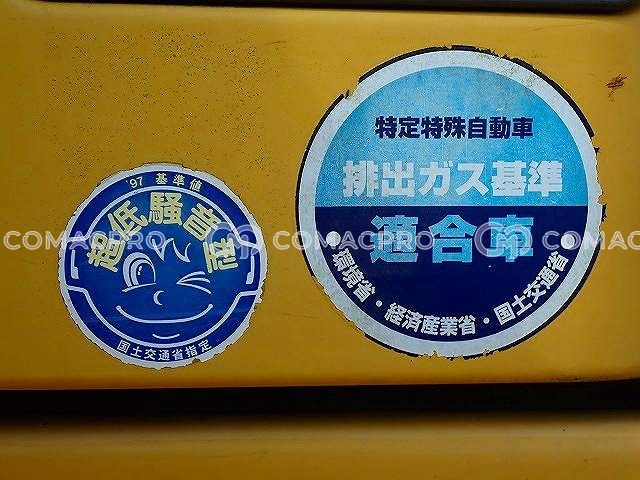 '97 基準値
超低騒音型
国土交通省指定
特定特殊自動車
排出ガス基準
適合車
環境省・経済産業省・国土交通省
COMACPRO COMACPRO COMAC